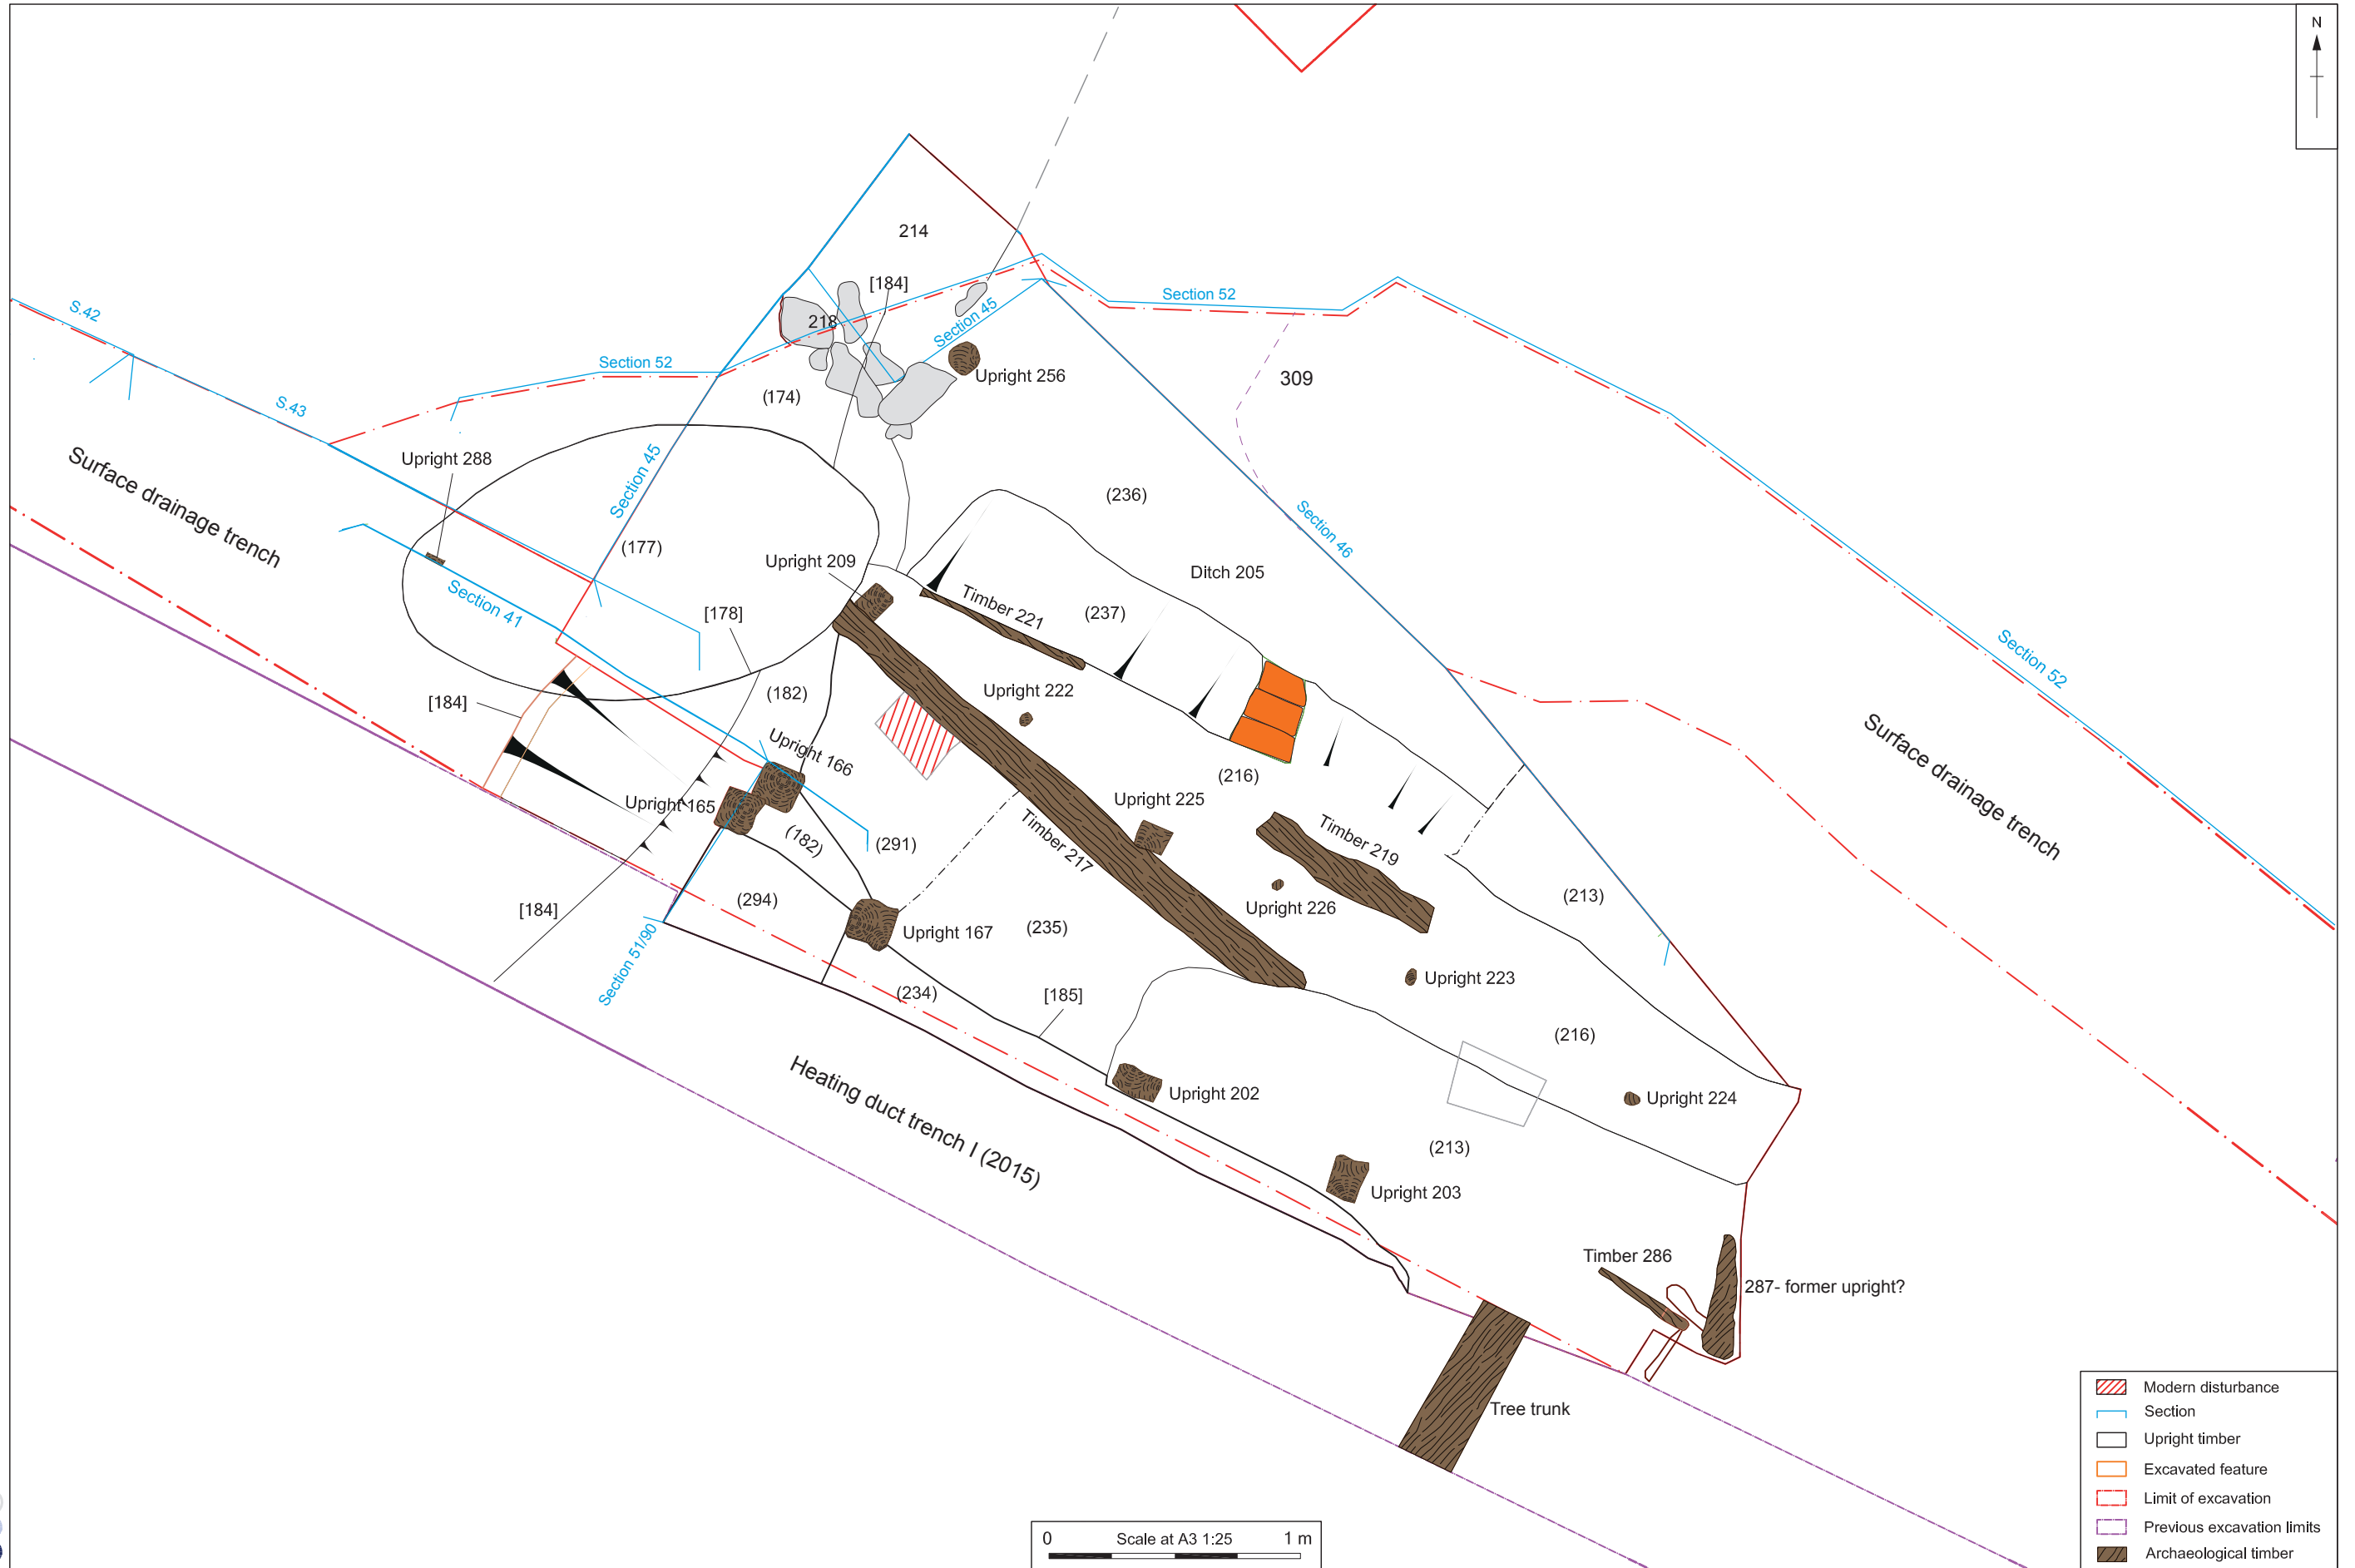 N
214
[184]
S.42
Section 52
218
Section 45
Section 52
Upright 256
309
(174)
S.43
Upright 288
Surface drainage trench
Section 45
(236)
Section 46
(177)
Upright 209
Ditch 205
Section 41
[178]
Timber 221
(237)
Section 52
[184]
(182)
Upright 222
Upright 166
(216)
Surface drainage trench
Upright 165
(182)
(291)
Upright 225
Timber 217
Timber 219
(294)
[184]
Upright 226
(213)
Upright 167
(235)
Section 51/90
Upright 223
(234)
[185]
(216)
Heating duct trench I (2015)
Upright 202
Upright 224
(213)
Upright 203
Timber 286
287- former upright?
Tree trunk
Modern disturbance
Section
Upright timber
Excavated feature
Limit of excavation
Previous excavation limits
Archaeological timber
0 Scale at A3 1:25 1 m